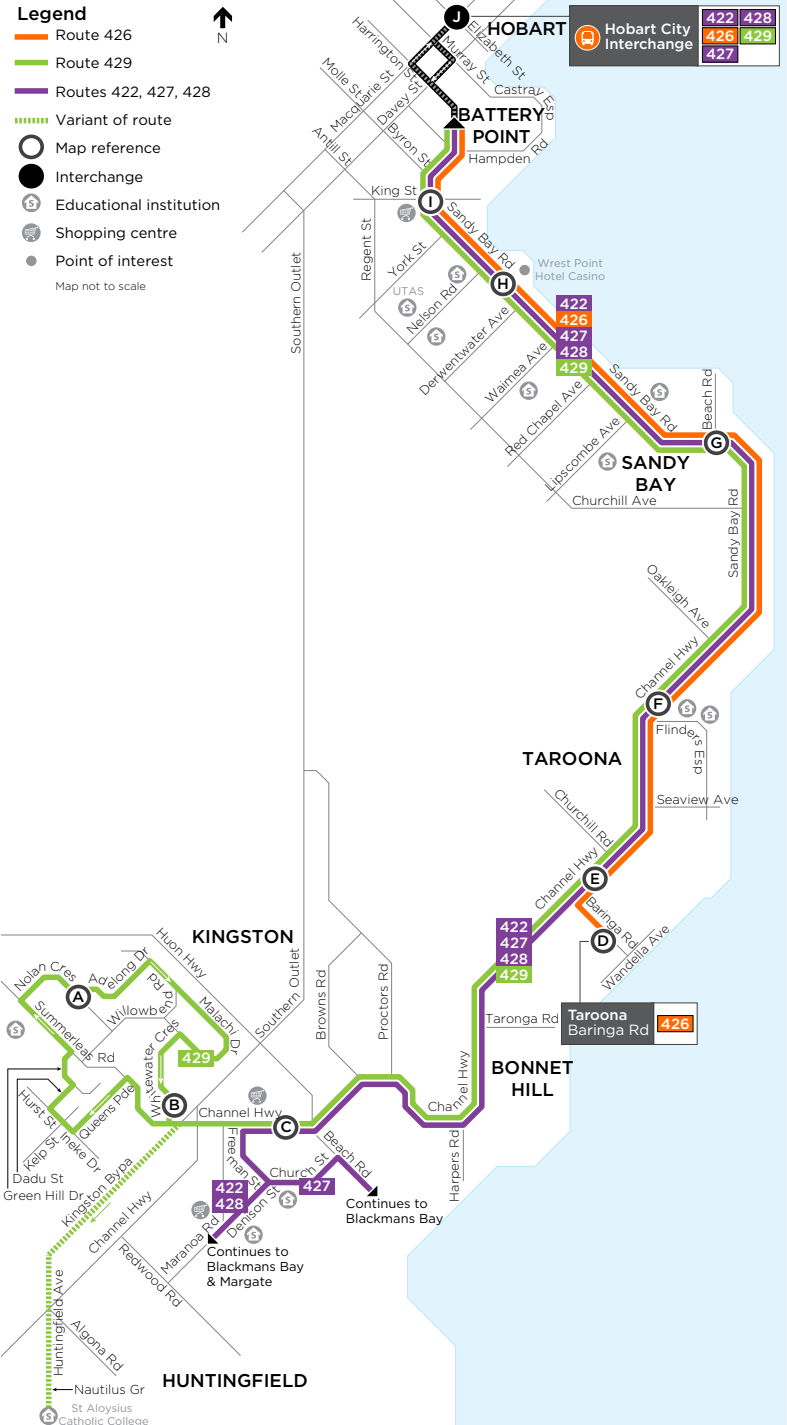 Legend
Route 426
Route 429
Routes 422, 427, 428
Variant of route
Map reference
Interchange
Educational institution
Shopping centre
Point of interest
Map not to scale
N
J
HOBART
Hobart City
Interchange
422 428
426 429
427
Harrington St
Elizabeth St
Murray St
Molle St
Macquarie St
Davey St
Castray Esp
BATTERY
POINT
Antill St
Byron St
Hampden Rd
King St
I
Sandy Bay Rd
Regent St
Southern Outlet
York St
Wrest Point
Hotel Casino
H
UTAS
Nelson Rd
422
426
427
428
429
Derwentwater Ave
Waimea Ave
Sandy Bay Rd
Beach Rd
Red Chapel Ave
G
Lipscombe Ave
SANDY
BAY
Churchill Ave
Sandy Bay Rd
Oakleigh Ave
Channel Hwy
F
Flinders Esp
TAROONA
Seaview Ave
Churchill Rd
Channel Hwy
E
Baringa Rd
D
Wandella Ave
422
427
428
429
KINGSTON
Huon Hwy
Nolan Cres
Adelong Dr
A
Willowbend Rd
Malachi Dr
Southern Outlet
Browns Rd
Proctors Rd
Taronga Rd
Taroona
Baringa Rd
426
Summerleas Rd
Whitewater Cres
429
BONNET
HILL
B
Channel Hwy
C
Channel Hwy
Hurst St
Queens Pde
Kelp St
Ineke Dr
Freeman St
Beach Rd
Church St
Harpers Rd
Dadu St
Green Hill Dr
422
428
427
Denison St
Kingston Bypa
Channel Hwy
Maranoa Rd
Continues to
Blackmans Bay
Continues to
Blackmans Bay
& Margate
Redwood Rd
Huntingfield Ave
Algona Rd
HUNTINGFIELD
Nautilus Gr
St Aloysius
Catholic College